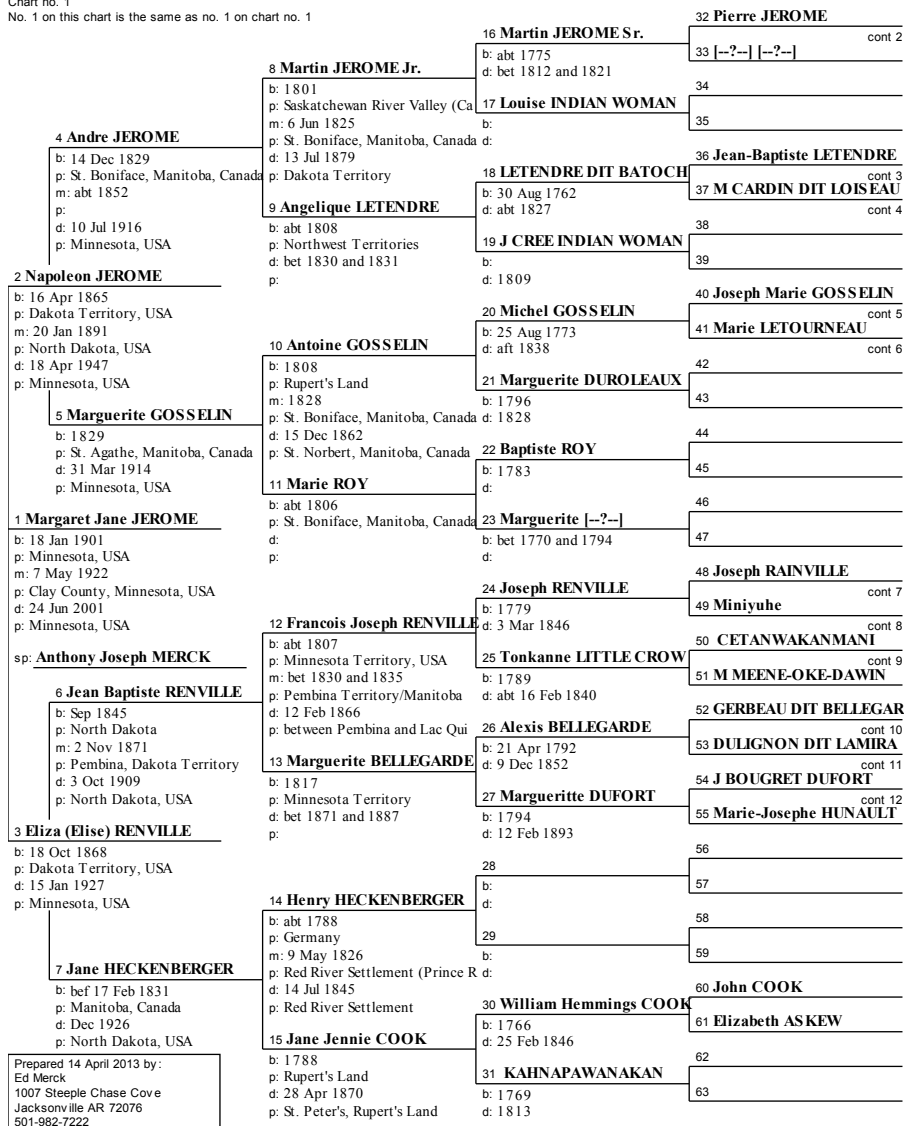 Chart no. 1
No. 1 on this chart is the same as no. 1 on chart no. 1
1 Margaret Jane JEROME
b: 18 Jan 1901
p: Minnesota, USA
m: 7 May 1922
p: Clay County, Minnesota, USA
d: 24 Jun 2001
p: Minnesota, USA
sp: Anthony Joseph MERCK
2 Napoleon JEROME
b: 16 Apr 1865
p: Dakota Territory, USA
m: 20 Jan 1891
p: North Dakota, USA
d: 18 Apr 1947
p: Minnesota, USA
3 Eliza (Elise) RENVILLE
b: 18 Oct 1868
p: Dakota Territory, USA
d: 15 Jan 1927
p: Minnesota, USA
4 Andre JEROME
b: 14 Dec 1829
p: St. Boniface, Manitoba, Canada
m: abt 1852
p:
d: 10 Jul 1916
p: Minnesota, USA
5 Marguerite GOSSELIN
b: 1829
p: St. Agathe, Manitoba, Canada
d: 31 Mar 1914
p: Minnesota, USA
6 Jean Baptiste RENVILLE
b: Sep 1845
p: North Dakota
m: 2 Nov 1871
p: Pembina, Dakota Territory
d: 3 Oct 1909
p: North Dakota, USA
7 Jane HECKENBERGER
b: bef 17 Feb 1831
p: Manitoba, Canada
d: Dec 1926
p: North Dakota, USA
8 Martin JEROME Jr.
b: 1801
p: Saskatchewan River Valley (Ca
m: 6 Jun 1825
p: St. Boniface, Manitoba, Canada
d: 13 Jul 1879
p: Dakota Territory
9 Angelique LETENDRE
b: abt 1808
p: Northwest Territories
d: bet 1830 and 1831
p:
10 Antoine GOSSELIN
b: 1808
p: Rupert's Land
m: 1828
p: St. Boniface, Manitoba, Canada
d: 15 Dec 1862
p: St. Norbert, Manitoba, Canada
11 Marie ROY
b: abt 1806
p: St. Boniface, Manitoba, Canada
d:
p:
12 Francois Joseph RENVILLE
b: abt 1807
p: Minnesota Territory, USA
m: bet 1830 and 1835
p: Pembina Territory/Manitoba
d: 12 Feb 1866
p: between Pembina and Lac Qui
13 Marguerite BELLEGARDE
b: 1817
p: Minnesota Territory
d: bet 1871 and 1887
p:
14 Henry HECKENBERGER
b: abt 1788
p: Germany
m: 9 May 1826
p: Red River Settlement (Prince R
d: 14 Jul 1845
p: Red River Settlement
15 Jane Jennie COOK
b: 1788
p: Rupert's Land
d: 28 Apr 1870
p: St. Peter's, Rupert's Land
16 Martin JEROME Sr.
b: abt 1775
d: bet 1812 and 1821
17 Louise INDIAN WOMAN
b:
d:
18 LETENDRE DIT BATOCH
b: 30 Aug 1762
d: abt 1827
19 J CREE INDIAN WOMAN
b:
d: 1809
20 Michel GOSSELIN
b: 25 Aug 1773
d: aft 1838
21 Marguerite DUROLEAUX
b: 1796
d: 1828
22 Baptiste ROY
b: 1783
d:
23 Marguerite [--?--]
b: bet 1770 and 1794
d:
24 Joseph RENVILLE
b: 1779
d: 3 Mar 1846
25 Tonkanne LITTLE CROW
b: 1789
d: abt 16 Feb 1840
26 Alexis BELLEGARDE
b: 21 Apr 1792
d: 9 Dec 1852
27 Margueritte DUFORT
b: 1794
d: 12 Feb 1893
28
b:
d:
29
b:
d:
30 William Hemmings COOK
b: 1766
d: 25 Feb 1846
31 KAHNAPAWANAKAN
b: 1769
d: 1813
32 Pierre JEROME
cont 2
33 [--?--] [--?--]
34
35
36 Jean-Baptiste LETENDRE
cont 3
37 M CARDIN DIT LOISEAU
cont 4
38
39
40 Joseph Marie GOSSELIN
cont 5
41 Marie LETOURNEAU
cont 6
42
43
44
45
46
47
48 Joseph RAINVILLE
cont 7
49 Miniyuhe
cont 8
50 CETANWAKANMANI
cont 9
51 M MEENE-OKE-DAWIN
52 GERBEAU DIT BELLEGAR
cont 10
53 DULIGNON DIT LAMIRA
cont 11
54 J BOUGRET DUFORT
cont 12
55 Marie-Josephe HUNAULT
56
57
58
59
60 John COOK
61 Elizabeth ASKEW
62
63
Prepared 14 April 2013 by:
Ed Merck
1007 Steeple Chase Cove
Jacksonville AR 72076
501-982-7222